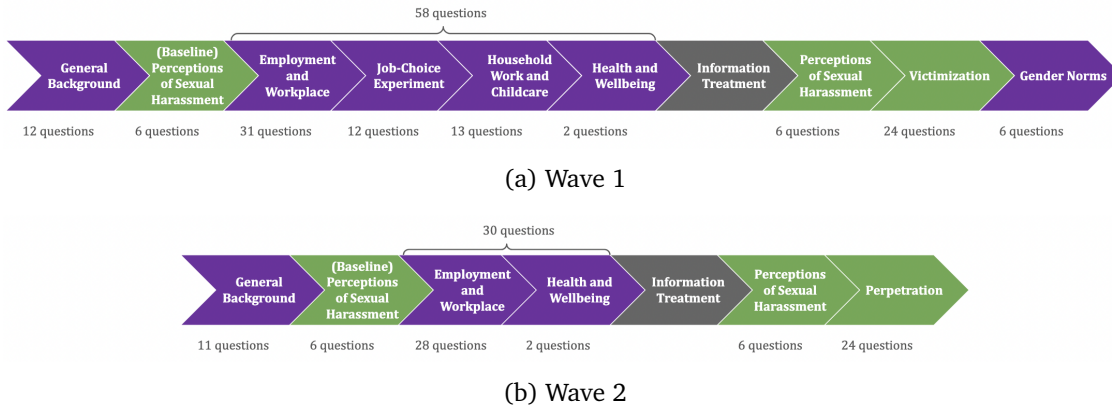 58 questions
General
Background
(Baseline)
Perceptions
of Sexual
Harassment
Employment
and
Workplace
Job-Choice
Experiment
Household
Work and
Childcare
Health and
Wellbeing
Information
Treatment
Perceptions
of Sexual
Harassment
Victimization
Gender Norms
12 questions
6 questions
31 questions
12 questions
13 questions
2 questions
6 questions
24 questions
6 questions
(a) Wave 1
30 questions
General
Background
(Baseline)
Perceptions
of Sexual
Harassment
Employment
and
Workplace
Health and
Wellbeing
Information
Treatment
Perceptions
of Sexual
Harassment
Perpetration
11 questions
6 questions
28 questions
2 questions
6 questions
24 questions
(b) Wave 2